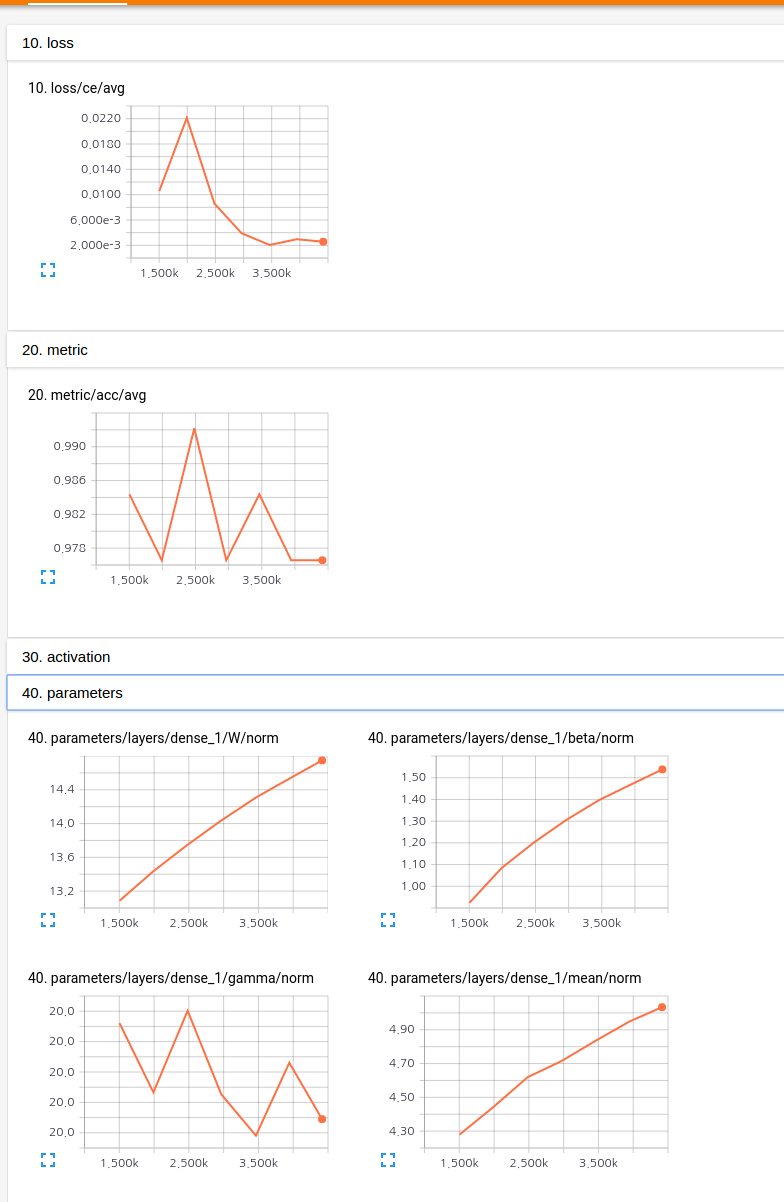 10. loss
10. loss/ce/avg
0.0220
0.0180
0.0140
0.0100
6.000e-3
2.000e-3
1.500k 2.500k 3.500k
20. metric
20. metric/acc/avg
0.990
0.986
0.982
0.978
1.500k 2.500k 3.500k
30. activation
40. parameters
40. parameters/layers/dense_1/W/norm
14.4
14.0
13.6
13.2
1.500k 2.500k 3.500k
40. parameters/layers/dense_1/beta/norm
1.50
1.40
1.30
1.20
1.10
1.00
1.500k 2.500k 3.500k
40. parameters/layers/dense_1/gamma/norm
20.0
20.0
20.0
20.0
20.0
1.500k 2.500k 3.500k
40. parameters/layers/dense_1/mean/norm
4.90
4.70
4.50
4.30
1.500k 2.500k 3.500k